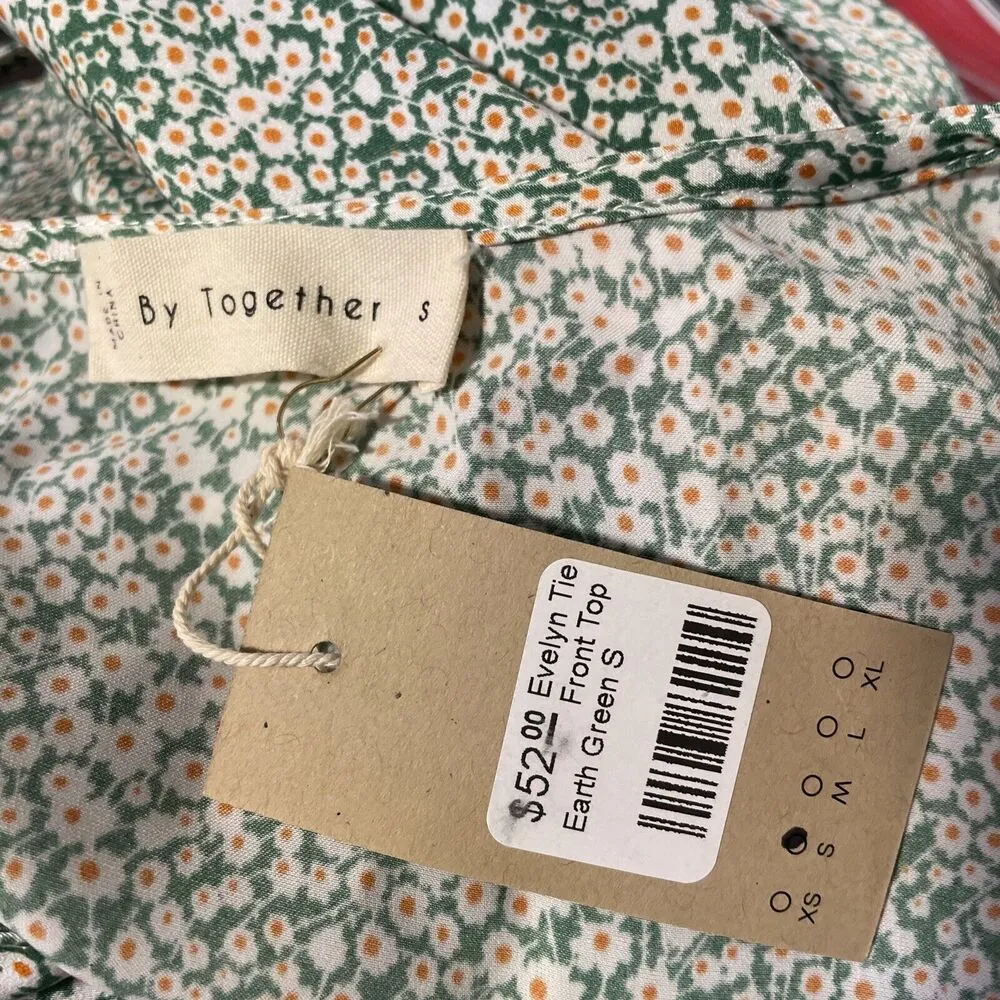 By Together S
MADE IN
CHINA
$52.00 Evelyn Tie
Front Top
Earth Green S
XS S M L XL